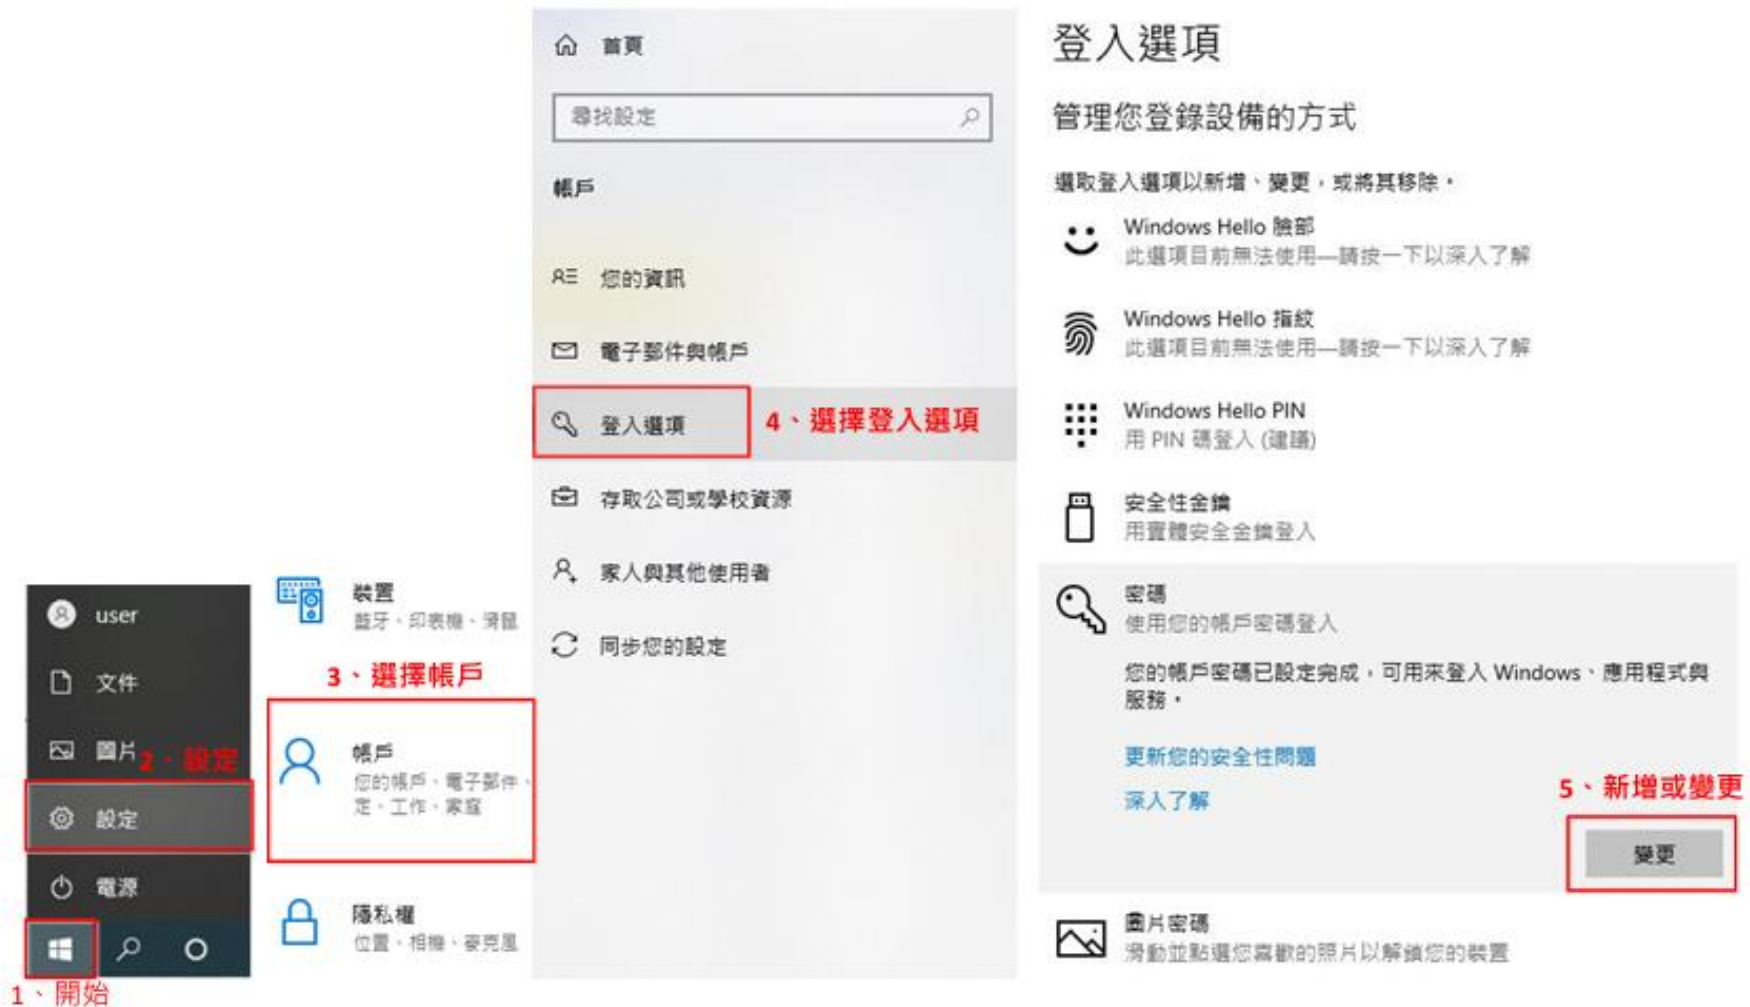 user
文件
圖片
2、設定
設定
電源
1、開始
裝置
藍牙、印表機、滑鼠
3、選擇帳戶
帳戶
您的帳戶、電子郵件、
定、工作、家庭
隱私權
位置、相機、麥克風
首頁
尋找設定
帳戶
您的資訊
電子郵件與帳戶
登入選項
4、選擇登入選項
存取公司或學校資源
家人與其他使用者
同步您的設定
登入選項
管理您登錄設備的方式
選取登入選項以新增、變更，或將其移除。
Windows Hello 臉部
此選項目前無法使用—請按一下以深入了解
Windows Hello 指紋
此選項目前無法使用—請按一下以深入了解
Windows Hello PIN
用 PIN 碼登入 (建議)
安全性金鑰
用實體安全金鑰登入
密碼
使用您的帳戶密碼登入
您的帳戶密碼已設定完成，可用來登入 Windows、應用程式與
服務。
更新您的安全性問題
深入了解
5、新增或變更
變更
圖片密碼
滑動並點選您喜歡的照片以解鎖您的裝置